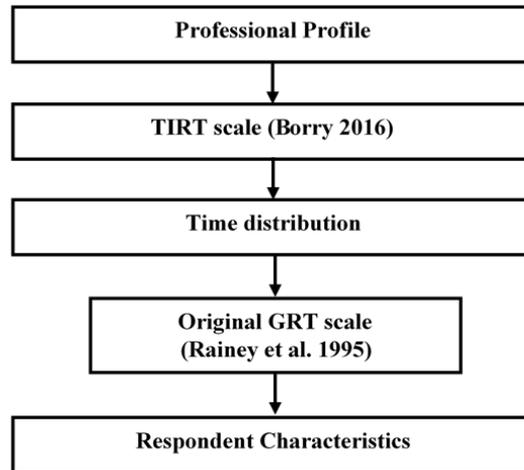 Professional Profile
TIRT scale (Borry 2016)
Time distribution
Original GRT scale
(Rainey et al. 1995)
Respondent Characteristics